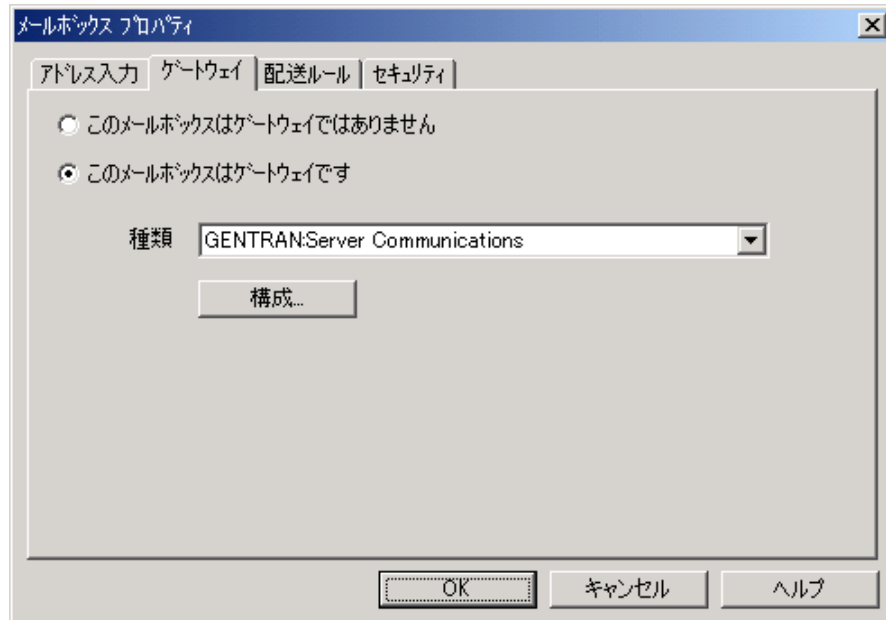 メールボックス プロパティ
アドレス入力 ゲートウェイ 配送ルール セキュリティ
このメールボックスはゲートウェイではありません
このメールボックスはゲートウェイです
種類 GENTRAN:Server Communications
構成...
OK キャンセル ヘルプ